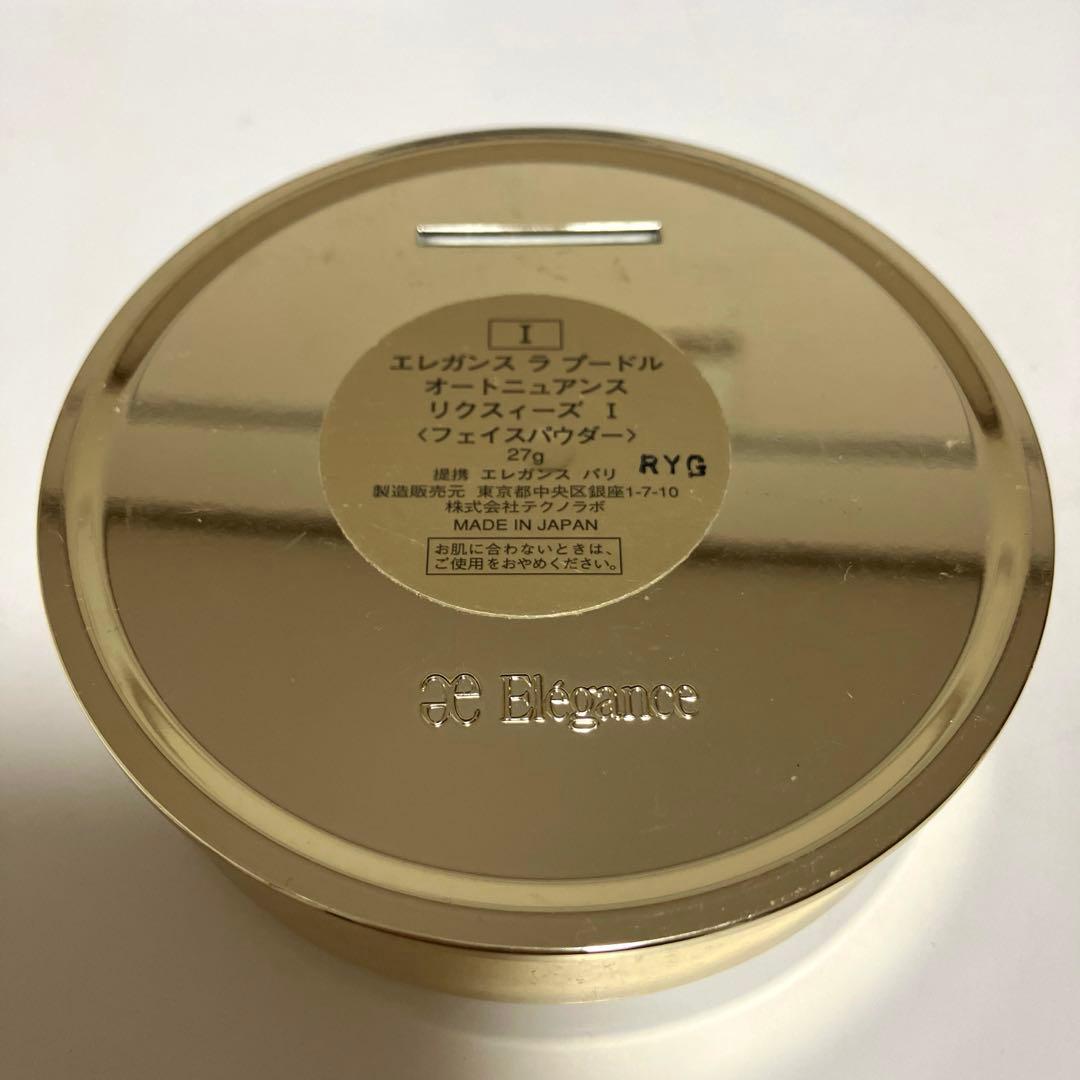 I
エレガンス ラ プードル
オートニュアンス
リクスィーズ I
〈フェイスパウダー〉
27g
RYG
提携 エレガンス パリ
製造販売元 東京都中央区銀座1-7-10
株式会社テクノラボ
MADE IN JAPAN
お肌に合わないときは、
ご使用をおやめください。
Elégance